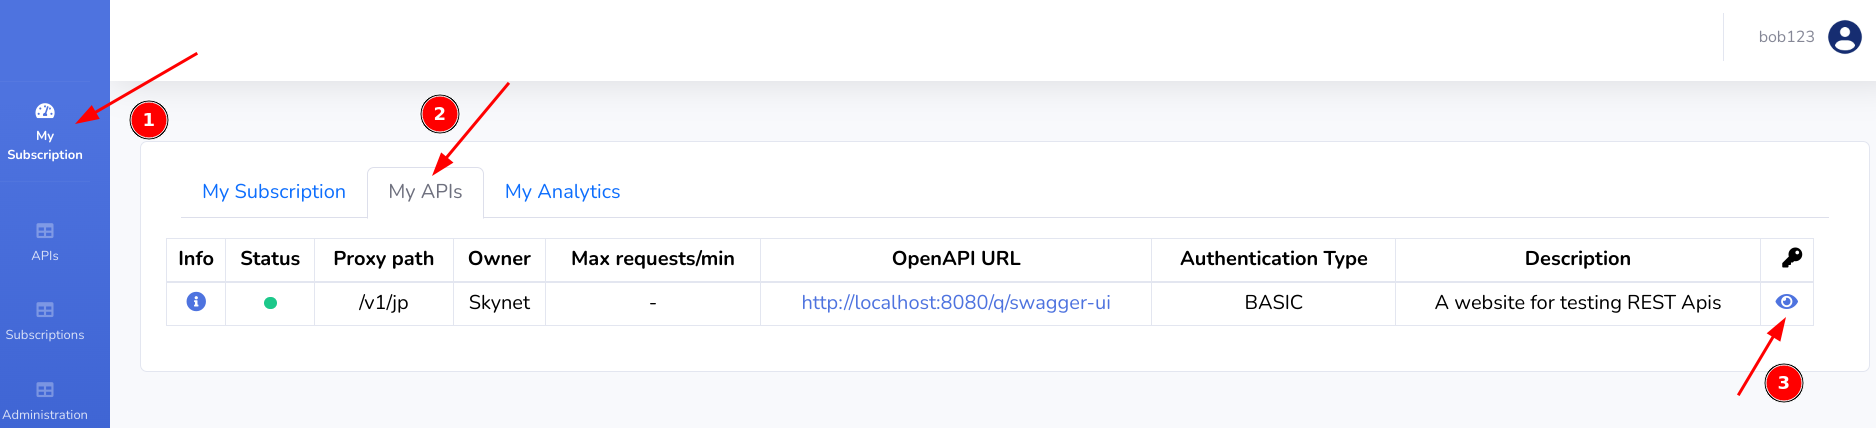 bob123
1
My
Subscription
2
My Subscription My APIs My Analytics
Info Status Proxy path Owner Max requests/min OpenAPI URL Authentication Type Description
/v1/jp Skynet - http://localhost:8080/q/swagger-ui BASIC A website for testing REST Apis
APIs
Subscriptions
3
Administration